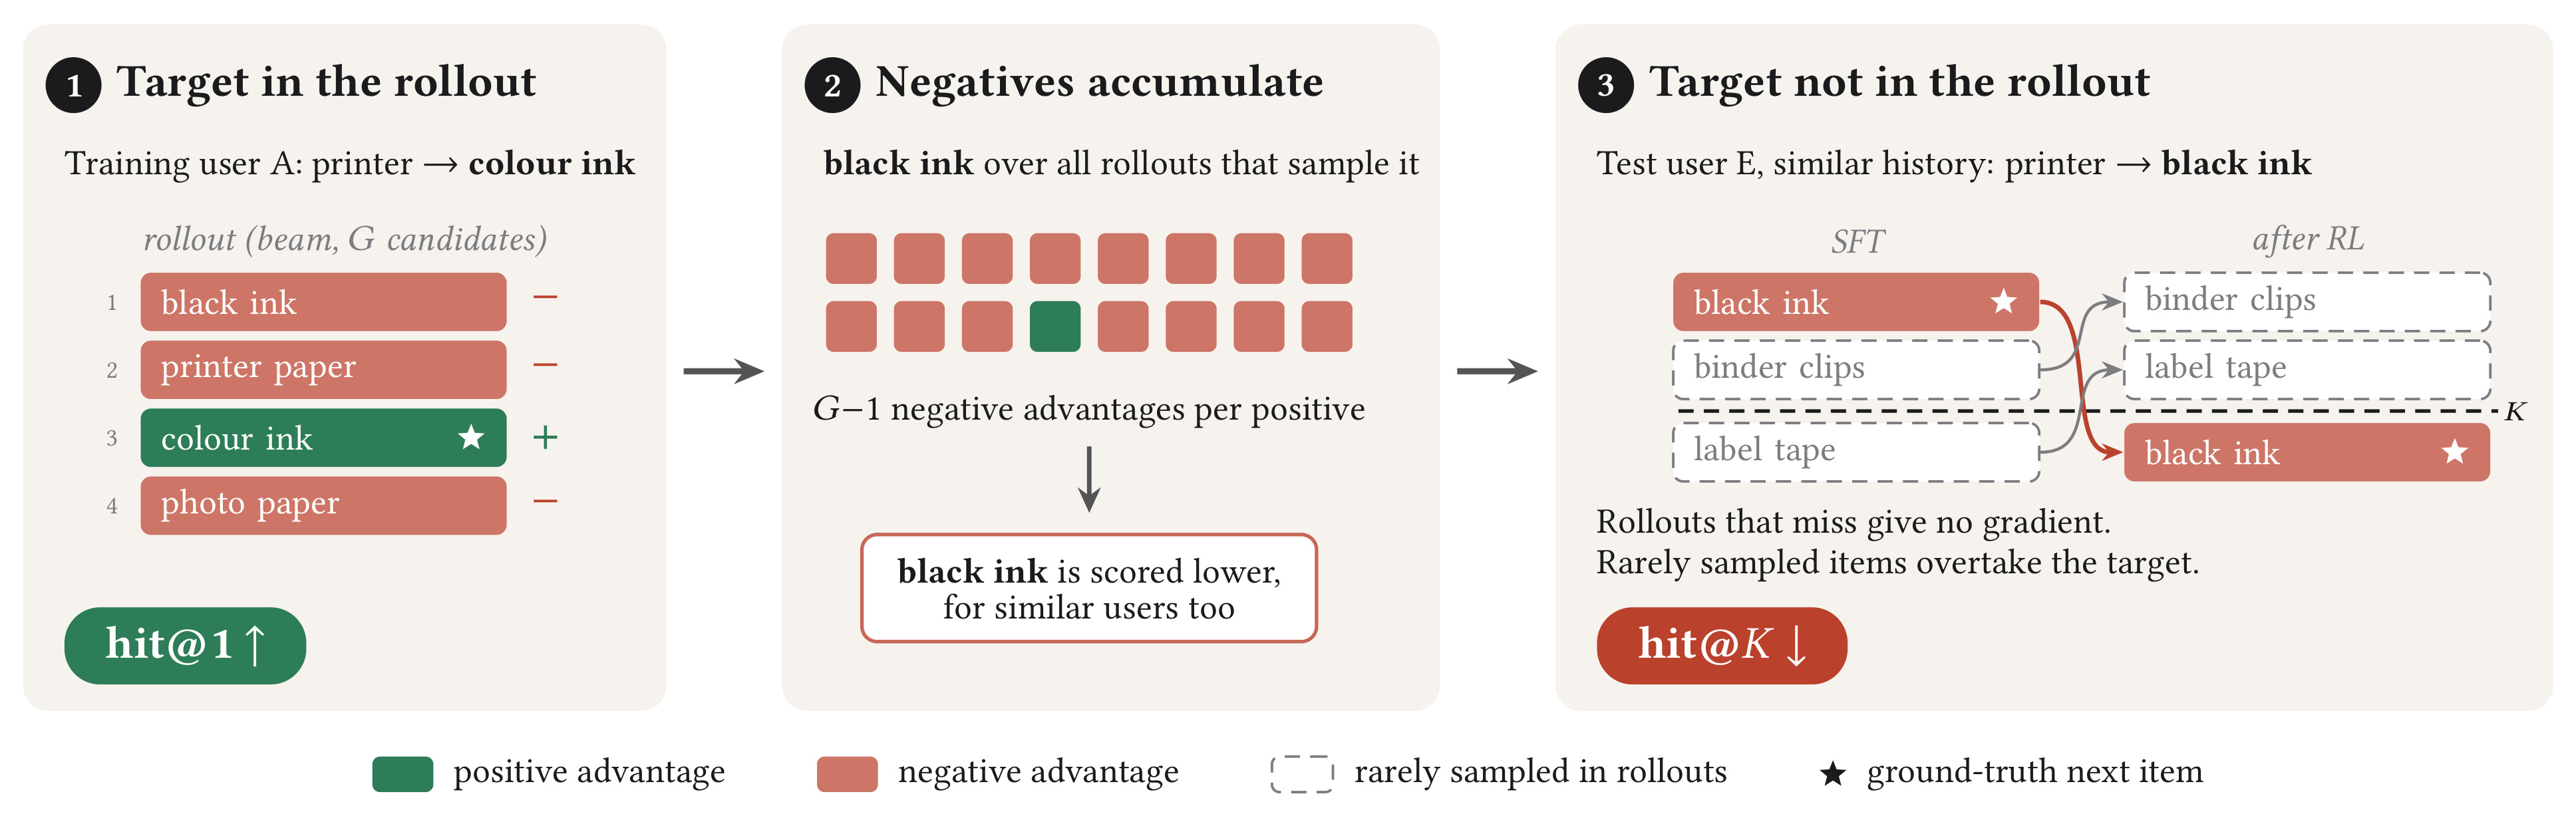 1 Target in the rollout
Training user A: printer → colour ink
rollout (beam, G candidates)
1 black ink −
2 printer paper −
3 colour ink ★ +
4 photo paper −
hit@1 ↑
2 Negatives accumulate
black ink over all rollouts that sample it
G−1 negative advantages per positive
black ink is scored lower,
for similar users too
3 Target not in the rollout
Test user E, similar history: printer → black ink
SFT
black ink ★
binder clips
label tape
after RL
binder clips
label tape
K
black ink ★
Rollouts that miss give no gradient.
Rarely sampled items overtake the target.
hit@K ↓
positive advantage
negative advantage
rarely sampled in rollouts
★ ground-truth next item